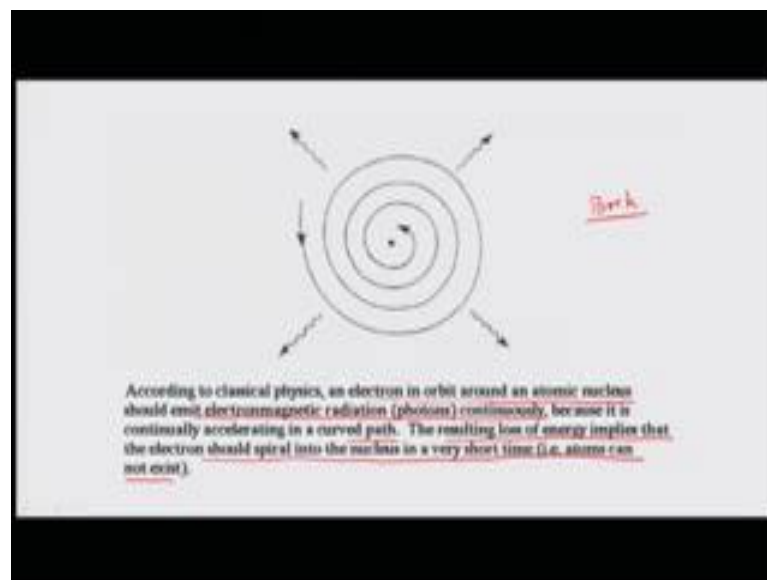 According to classical physics, an electron in orbit around an atomic nucleus
should emit electronmagnetic radiation (photons) continuously, because it is
continually accelerating in a curved path. The resulting loss of energy implies that
the electron should spiral into the nucleus in a very short time (i.e. atoms can
not exist).